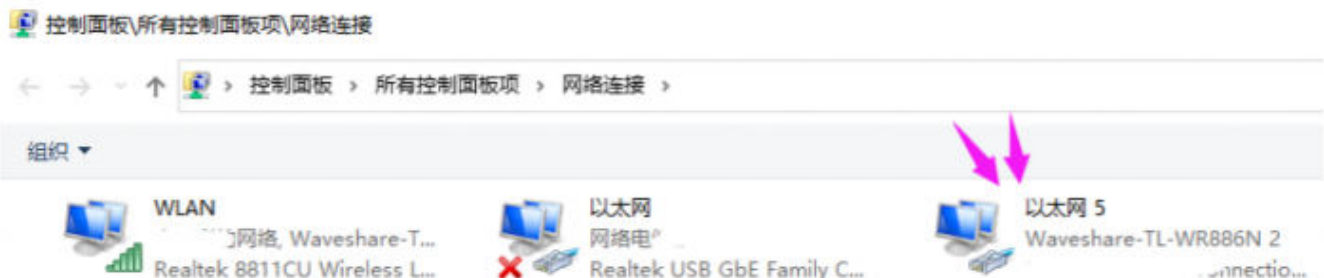 控制面板\所有控制面板项\网络连接
控制面板 › 所有控制面板项 › 网络连接 ›
组织
WLAN
网络, Waveshare-T...
Realtek 8811CU Wireless L...
以太网
网络电
Realtek USB GbE Family C...
以太网 5
Waveshare-TL-WR886N 2